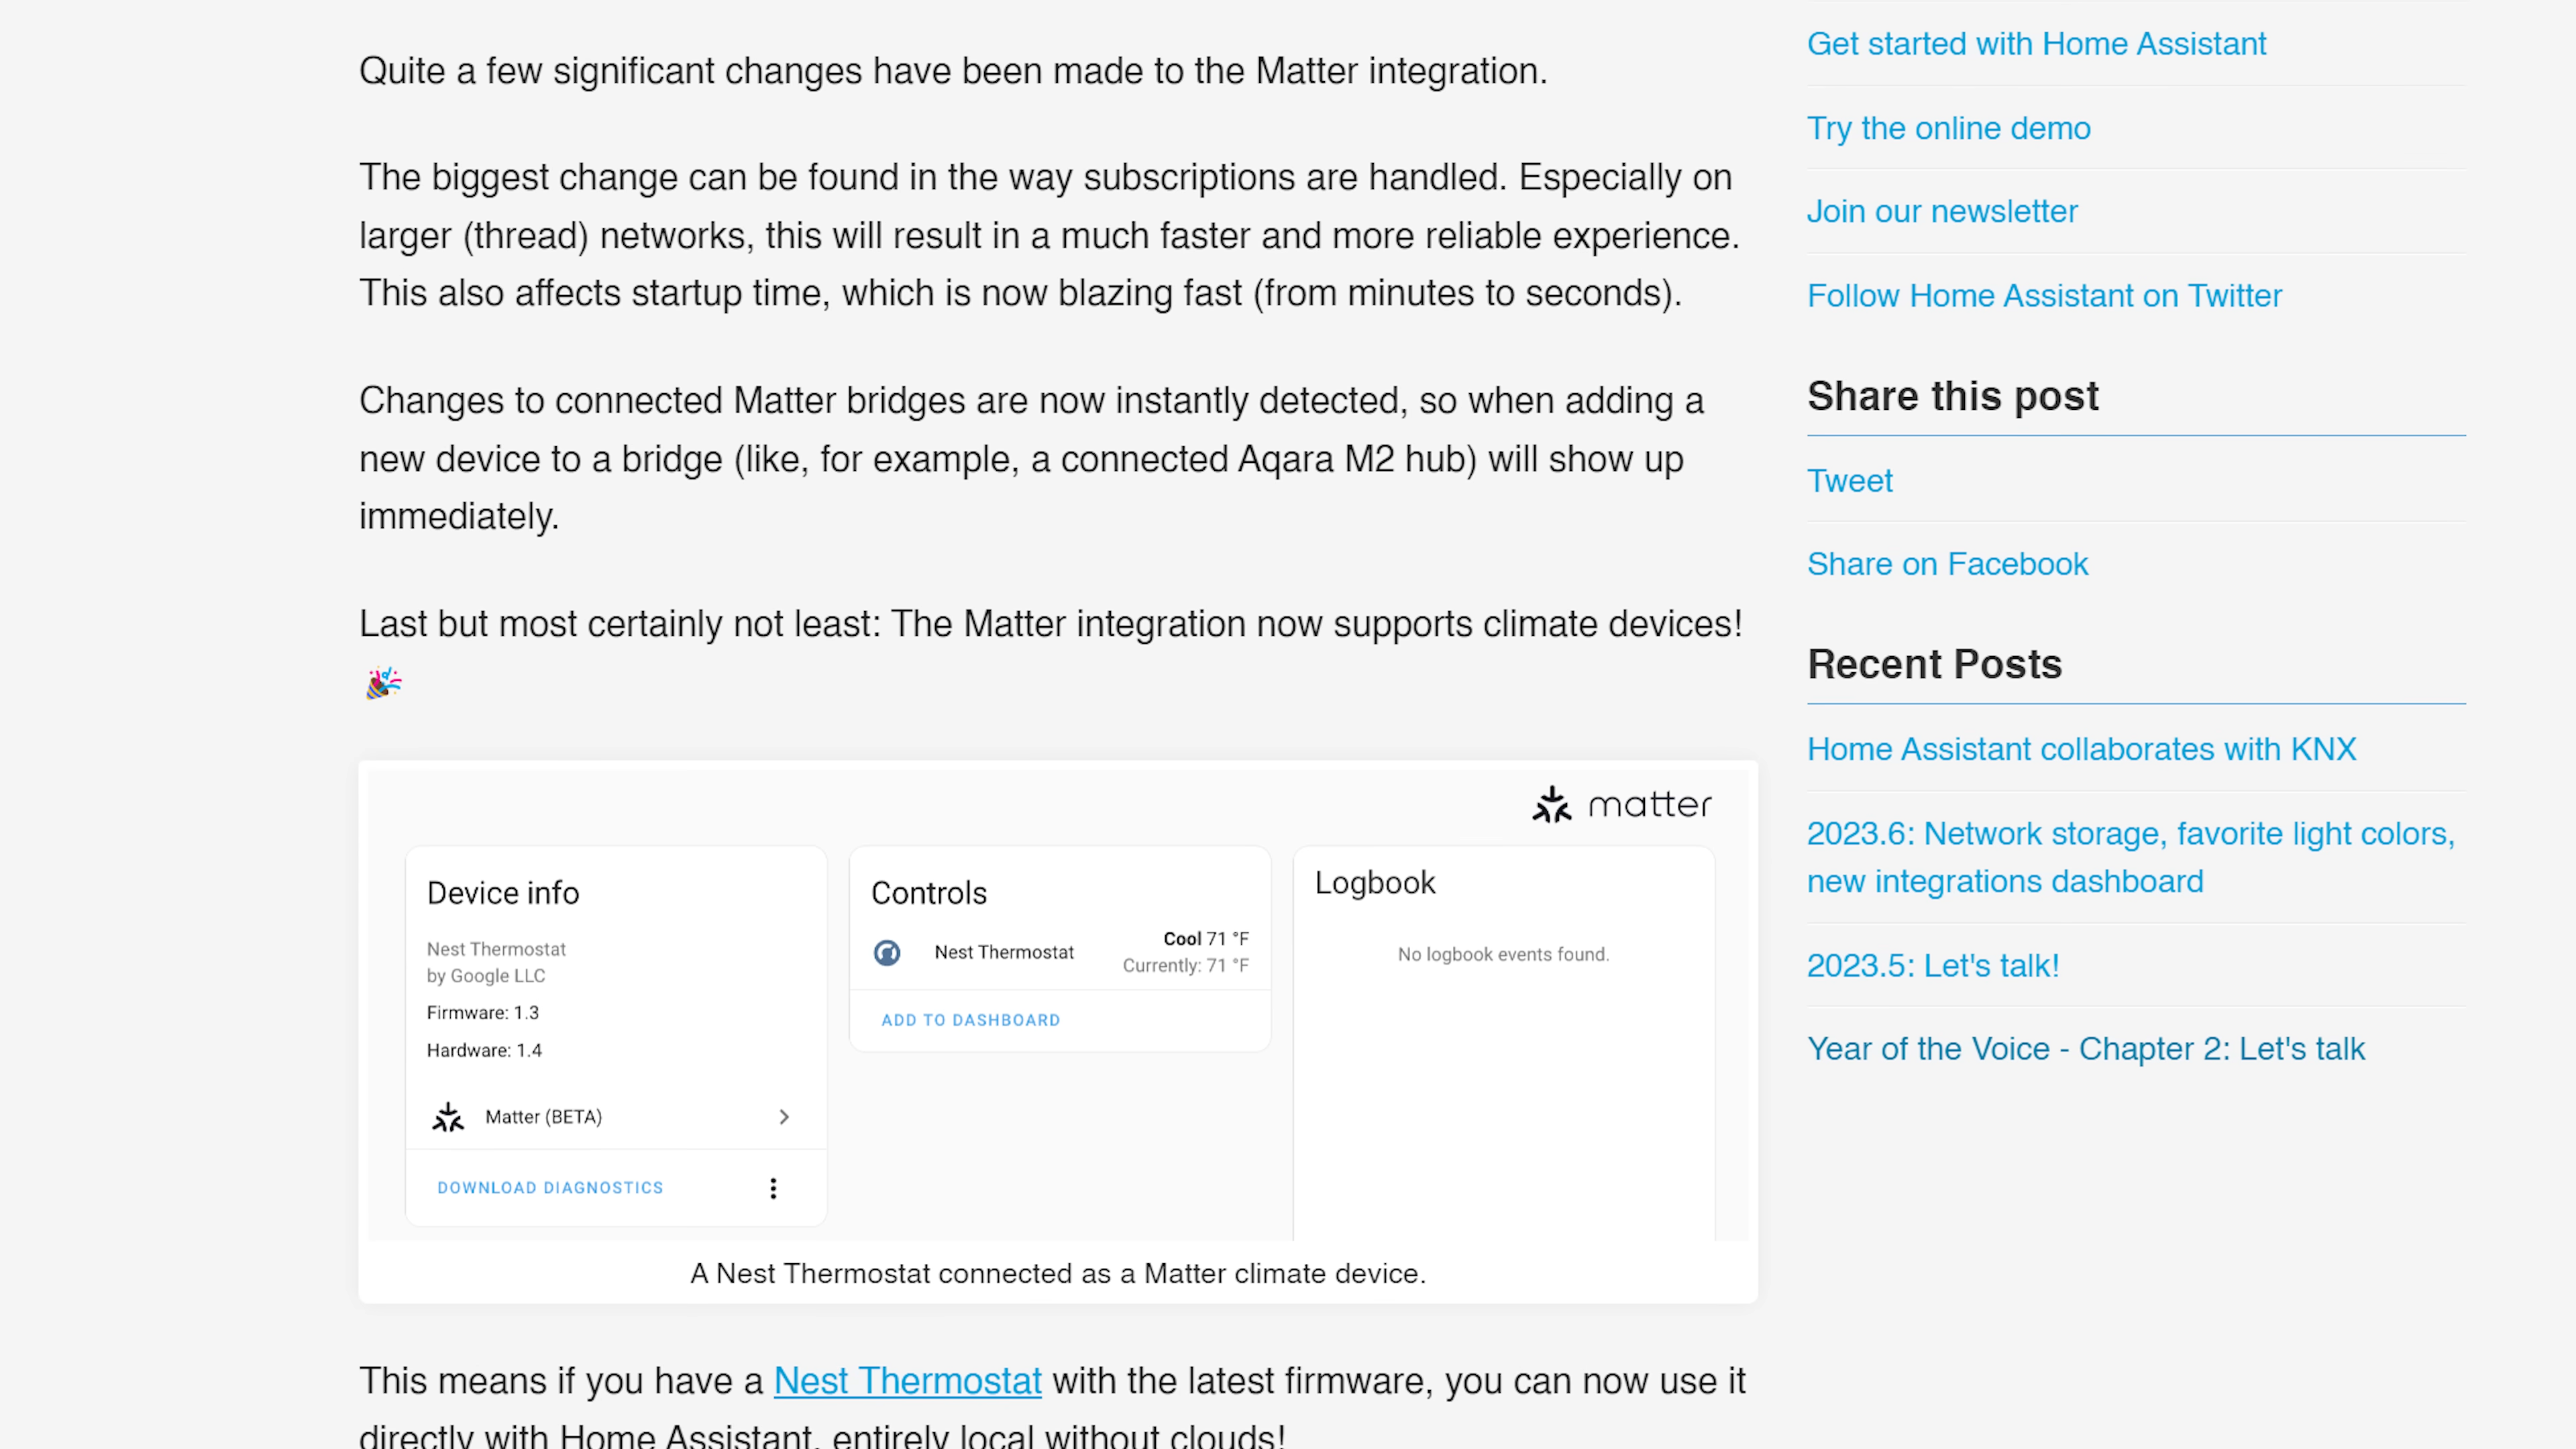 Quite a few significant changes have been made to the Matter integration.
The biggest change can be found in the way subscriptions are handled. Especially on
larger (thread) networks, this will result in a much faster and more reliable experience.
This also affects startup time, which is now blazing fast (from minutes to seconds).
Changes to connected Matter bridges are now instantly detected, so when adding a
new device to a bridge (like, for example, a connected Aqara M2 hub) will show up
immediately.
Last but most certainly not least: The Matter integration now supports climate devices!
🎉
matter
Device info
Nest Thermostat
by Google LLC
Firmware: 1.3
Hardware: 1.4
Matter (BETA)
DOWNLOAD DIAGNOSTICS
Controls
Nest Thermostat
Cool 71 °F
Currently: 71 °F
ADD TO DASHBOARD
Logbook
No logbook events found.
A Nest Thermostat connected as a Matter climate device.
This means if you have a Nest Thermostat with the latest firmware, you can now use it
directly with Home Assistant, entirely local without clouds!
Get started with Home Assistant
Try the online demo
Join our newsletter
Follow Home Assistant on Twitter
Share this post
Tweet
Share on Facebook
Recent Posts
Home Assistant collaborates with KNX
2023.6: Network storage, favorite light colors,
new integrations dashboard
2023.5: Let's talk!
Year of the Voice - Chapter 2: Let's talk